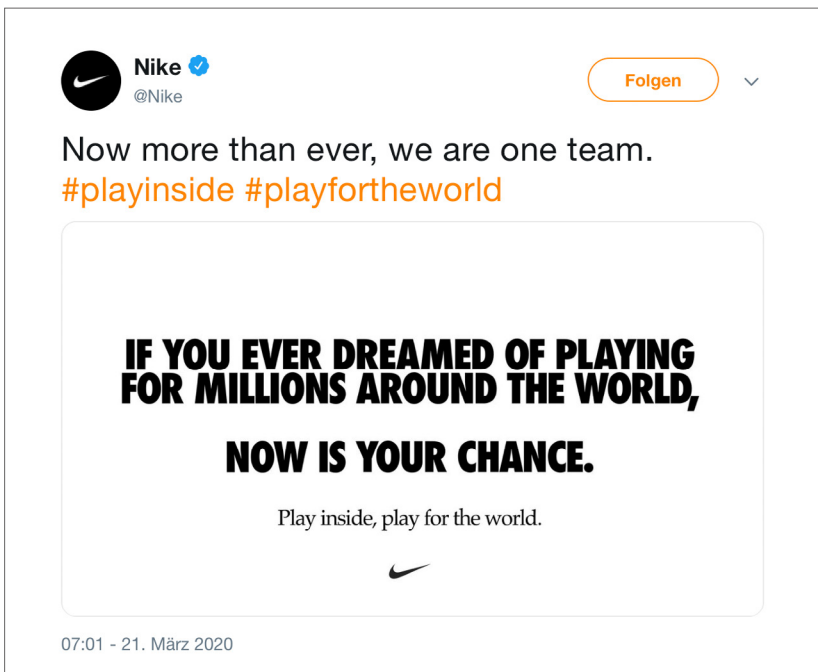 Nike
@Nike
Folgen
Now more than ever, we are one team.
#playinside #playfortheworld
IF YOU EVER DREAMED OF PLAYING
FOR MILLIONS AROUND THE WORLD,
NOW IS YOUR CHANCE.
Play inside, play for the world.
07:01 - 21. März 2020